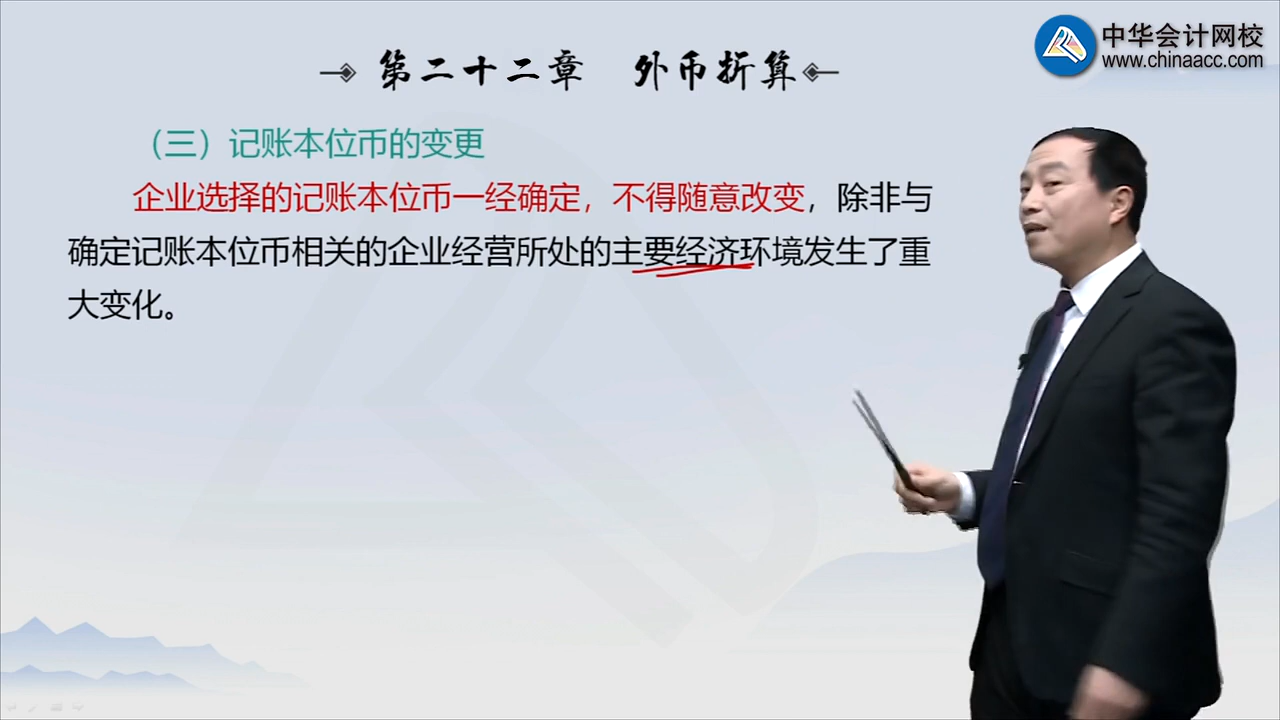 中华会计网校
www.chinaacc.com
第二十二章 外币折算
（三）记账本位币的变更
企业选择的记账本位币一经确定，不得随意改变，除非与
确定记账本位币相关的企业经营所处的主要经济环境发生了重
大变化。